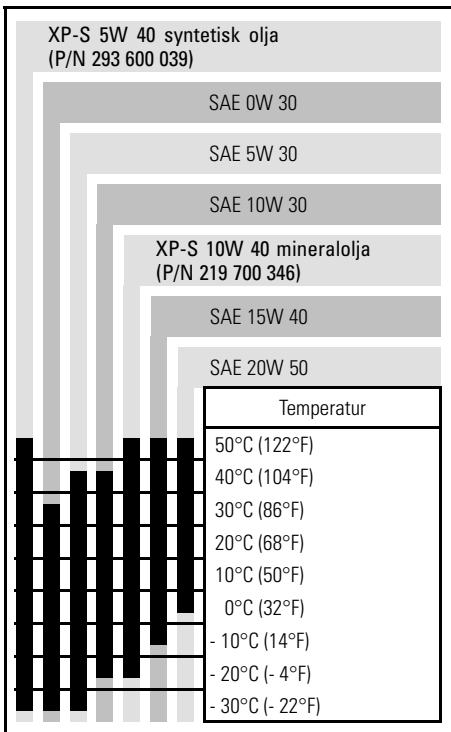 XP-S 5W 40 syntetisk olja
(P/N 293 600 039)
SAE 0W 30
SAE 5W 30
SAE 10W 30
XP-S 10W 40 mineralolja
(P/N 219 700 346)
SAE 15W 40
SAE 20W 50
Temperatur
50°C (122°F)
40°C (104°F)
30°C (86°F)
20°C (68°F)
10°C (50°F)
0°C (32°F)
- 10°C (14°F)
- 20°C (- 4°F)
- 30°C (- 22°F)